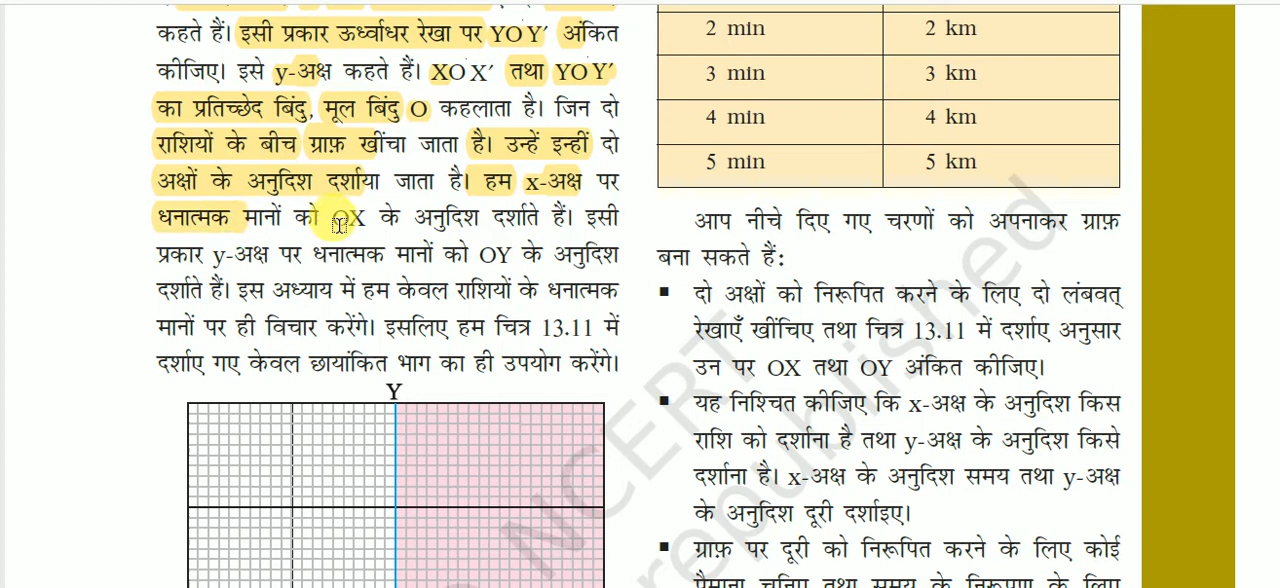 कहते हैं। इसी प्रकार ऊर्ध्वाधर रेखा पर YOY′ अंकित
कीजिए। इसे y-अक्ष कहते हैं। XOX′ तथा YOY′
का प्रतिच्छेद बिंदु, मूल बिंदु O कहलाता है। जिन दो
राशियों के बीच ग्राफ़ खींचा जाता है। उन्हें इन्हीं दो
अक्षों के अनुदिश दर्शाया जाता है। हम x-अक्ष पर
धनात्मक मानों को OX के अनुदिश दर्शाते हैं। इसी
प्रकार y-अक्ष पर धनात्मक मानों को OY के अनुदिश
दर्शाते हैं। इस अध्याय में हम केवल राशियों के धनात्मक
मानों पर ही विचार करेंगे। इसलिए हम चित्र 13.11 में
दर्शाए गए केवल छायांकित भाग का ही उपयोग करेंगे।
Y
2 min 2 km
3 min 3 km
4 min 4 km
5 min 5 km
आप नीचे दिए गए चरणों को अपनाकर ग्राफ़
बना सकते हैं:
▪ दो अक्षों को निरूपित करने के लिए दो लंबवत्
रेखाएँ खींचिए तथा चित्र 13.11 में दर्शाए अनुसार
उन पर OX तथा OY अंकित कीजिए।
▪ यह निश्चित कीजिए कि x-अक्ष के अनुदिश किस
राशि को दर्शाना है तथा y-अक्ष के अनुदिश किसे
दर्शाना है। x-अक्ष के अनुदिश समय तथा y-अक्ष
के अनुदिश दूरी दर्शाइए।
▪ ग्राफ़ पर दूरी को निरूपित करने के लिए कोई
पैमाना चुनिए तथा समय के निरूपण के लिए
NCERT
republished